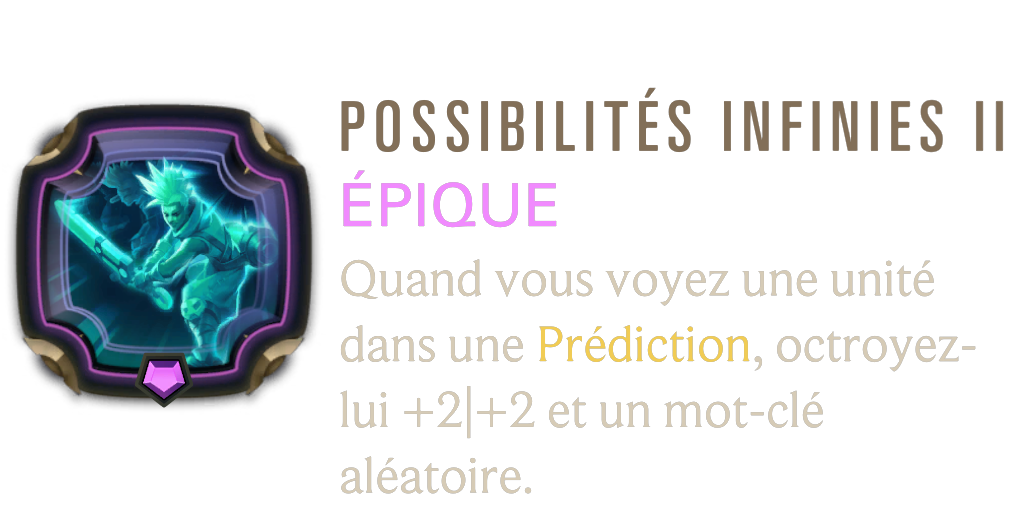 POSSIBILITÉS INFINIES II
ÉPIQUE
Quand vous voyez une unité
dans une Prédiction, octroyez-
lui +2|+2 et un mot-clé
aléatoire.